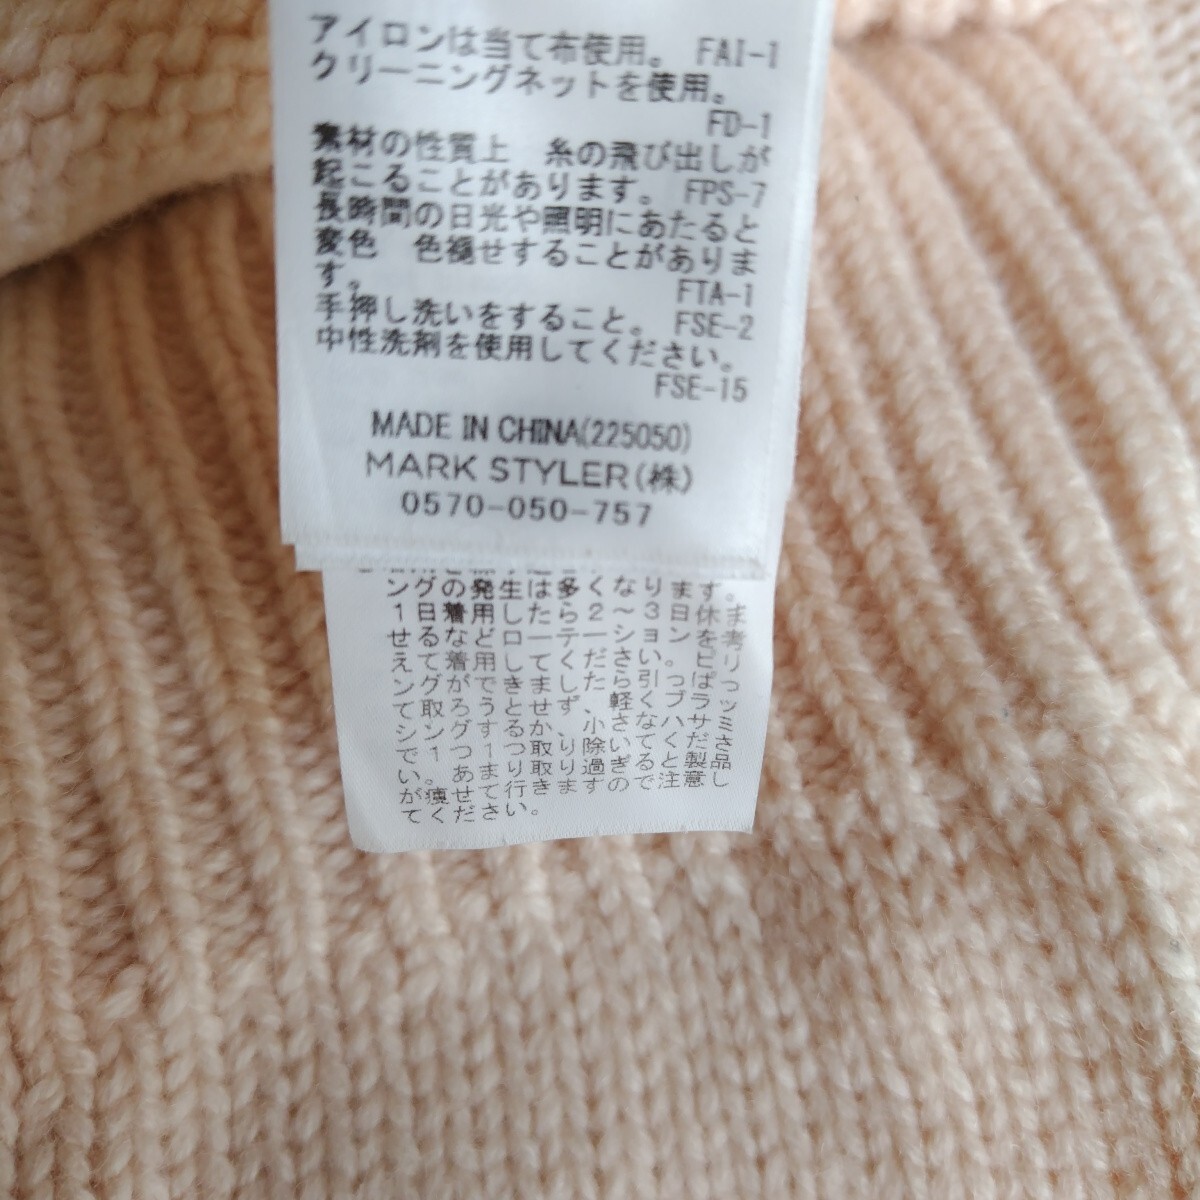 アイロンは当て布使用。 FAI-1
クリーニングネットを使用。
FD-1
素材の性質上　糸の飛び出しが
起こることがあります。 FPS-7
長時間の日光や照明にあたると
変色　色褪せすることがありま
す。 FTA-1
手押し洗いをすること。 FSE-2
中性洗剤を使用してください。
FSE-15
MADE IN CHINA(225050)
MARK STYLER(株)
0570-050-757
ングの発生は多くなります。
1日着用したら2～3日休ま
せるなどローテーションを考
えて着用してください。ピリ
ングができましたら引っぱっ
て取ろうとせず、軽くブラッ
シングするか、小さなハサミ
で1つ1つ取り除いてくださ
い。あまり取り過ぎると製品
が痩せて行きますので注意し
てください。